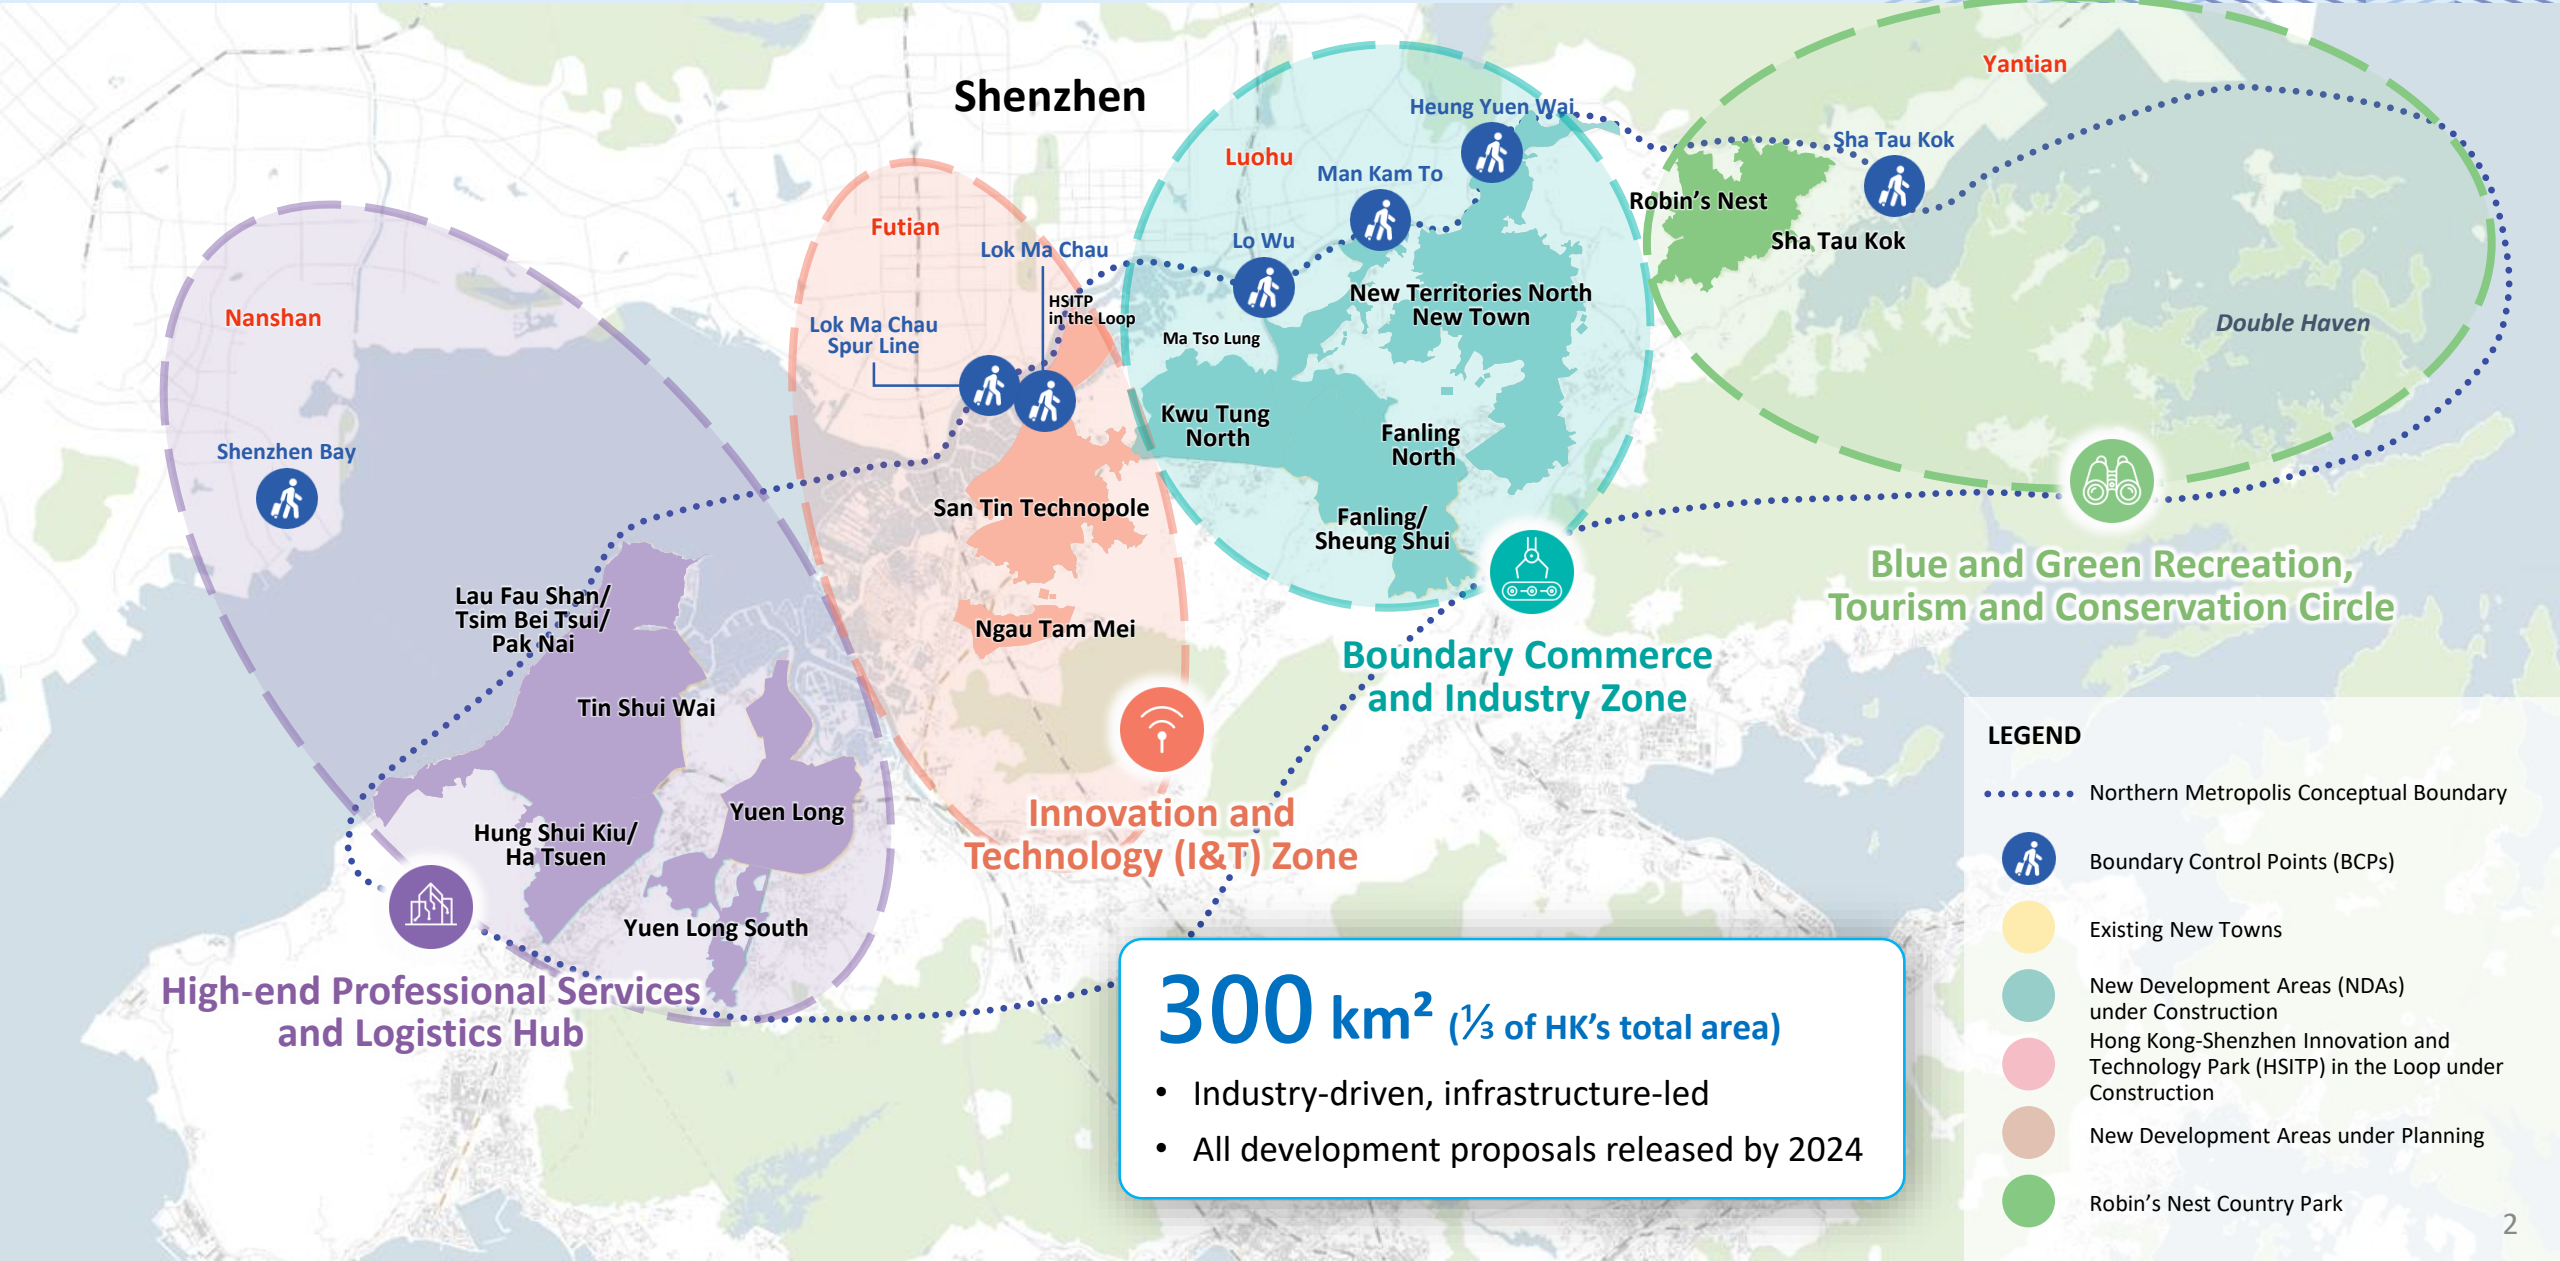 Shenzhen
Yantian
Heung Yuen Wai
Luohu
Man Kam To
Sha Tau Kok
Robin's Nest
Sha Tau Kok
Futian
Lok Ma Chau
Lo Wu
HSITP
in the Loop
New Territories North
New Town
Nanshan
Lok Ma Chau
Spur Line
Ma Tso Lung
Double Haven
Kwu Tung
North
Fanling
North
Shenzhen Bay
San Tin Technopole
Fanling/
Sheung Shui
Lau Fau Shan/
Tsim Bei Tsui/
Pak Nai
Ngau Tam Mei
Blue and Green Recreation,
Tourism and Conservation Circle
Boundary Commerce
and Industry Zone
Tin Shui Wai
Yuen Long
Hung Shui Kiu/
Ha Tsuen
Innovation and
Technology (I&T) Zone
Yuen Long South
High-end Professional Services
and Logistics Hub
300 km² (⅓ of HK's total area)
• Industry-driven, infrastructure-led
• All development proposals released by 2024
LEGEND
Northern Metropolis Conceptual Boundary
Boundary Control Points (BCPs)
Existing New Towns
New Development Areas (NDAs)
under Construction
Hong Kong-Shenzhen Innovation and
Technology Park (HSITP) in the Loop under
Construction
New Development Areas under Planning
Robin's Nest Country Park
2